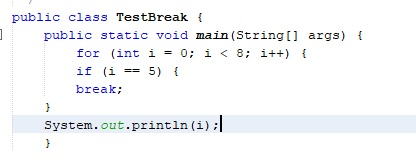 public class TestBreak {
public static void main(String[] args) {
for (int i = 0; i < 8; i++) {
if (i == 5) {
break;
}
System.out.println(i);
}